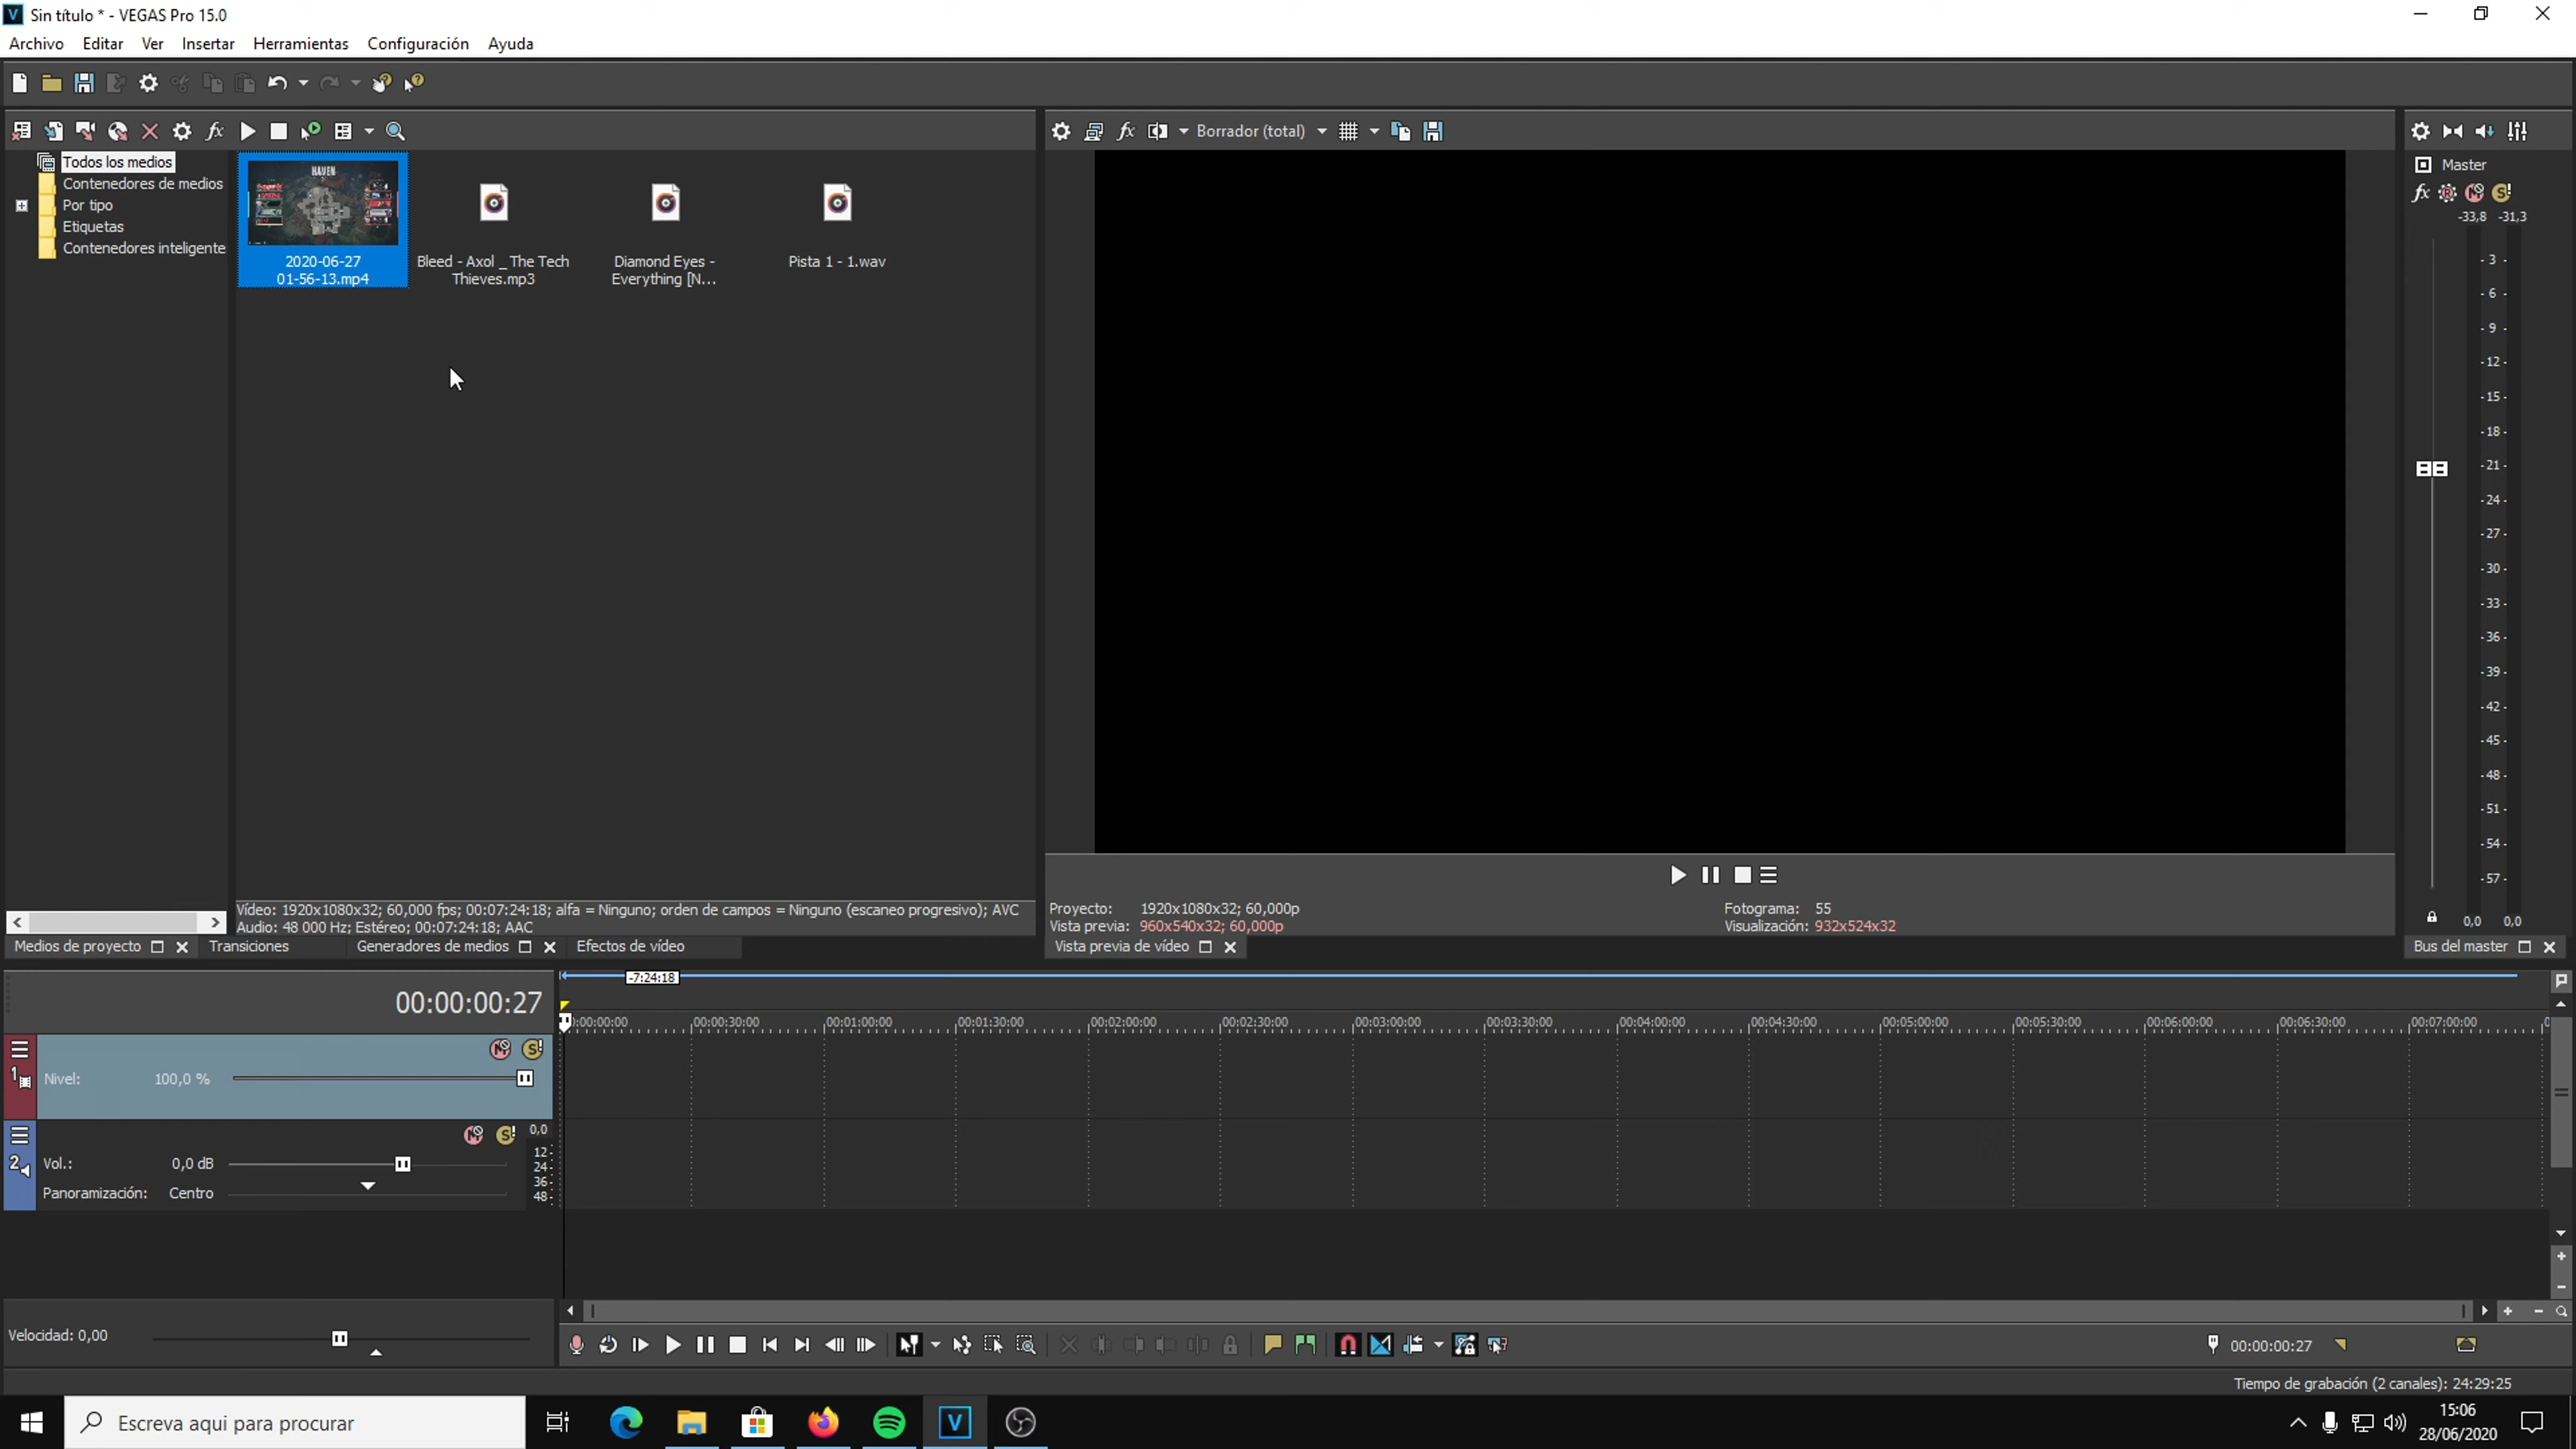 Sin título * - VEGAS Pro 15.0
Archivo Editar Ver Insertar Herramientas Configuración Ayuda
Borrador (total)
Todos los medios
Contenedores de medios
Por tipo
Etiquetas
Contenedores inteligente
HAVEN
2020-06-27
01-56-13.mp4
Bleed - Axol _The Tech
Thieves.mp3
Diamond Eyes -
Everything [N...
Pista 1 - 1.wav
Master
-33,8 -31,3
- 3 -
- 6 -
- 9 -
-12-
-15-
-18-
-21-
-24-
-27-
-30-
-33-
-36-
-39-
-42-
-45-
-48-
-51-
-54-
-57-
0,0 0,0
Vídeo: 1920x1080x32; 60,000 fps; 00:07:24:18; alfa = Ninguno; orden de campos = Ninguno (escaneo progresivo); AVC
Audio: 48 000 Hz; Estéreo; 00:07:24:18; AAC
Proyecto: 1920x1080x32; 60,000p
Vista previa: 960x540x32; 60,000p
Fotograma: 55
Visualización: 932x524x32
Medios de proyecto Transiciones Generadores de medios Efectos de vídeo
Vista previa de vídeo
Bus del master
-7:24:18
00:00:00:27
:00:00:00 00:00:30:00 00:01:00:00 00:01:30:00 00:02:00:00 00:02:30:00 00:03:00:00 00:03:30:00 00:04:00:00 00:04:30:00 00:05:00:00 00:05:30:00 00:06:00:00 00:06:30:00 00:07:00:00
1
Nivel: 100,0 %
2
0,0
Vol.: 0,0 dB
Panoramización: Centro
12-
24-
36-
48-
Velocidad: 0,00
00:00:00:27
Tiempo de grabación (2 canales): 24:29:25
Escreva aqui para procurar
15:06
28/06/2020